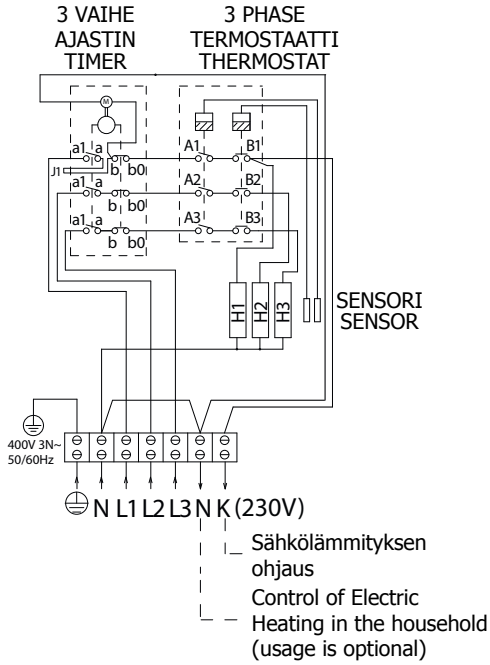 3 VAIHE
AJASTIN
TIMER
3 PHASE
TERMOSTAATTI
THERMOSTAT
M
a1 a
b b0
J1
A1
B1
a1 a
b b0
A2
B2
a1 a
b b0
A3
B3
H1
H2
H3
SENSORI
SENSOR
400V 3N~
50/60Hz
N L1 L2 L3 N K (230V)
Sähkölämmityksen
ohjaus
Control of Electric
Heating in the household
(usage is optional)